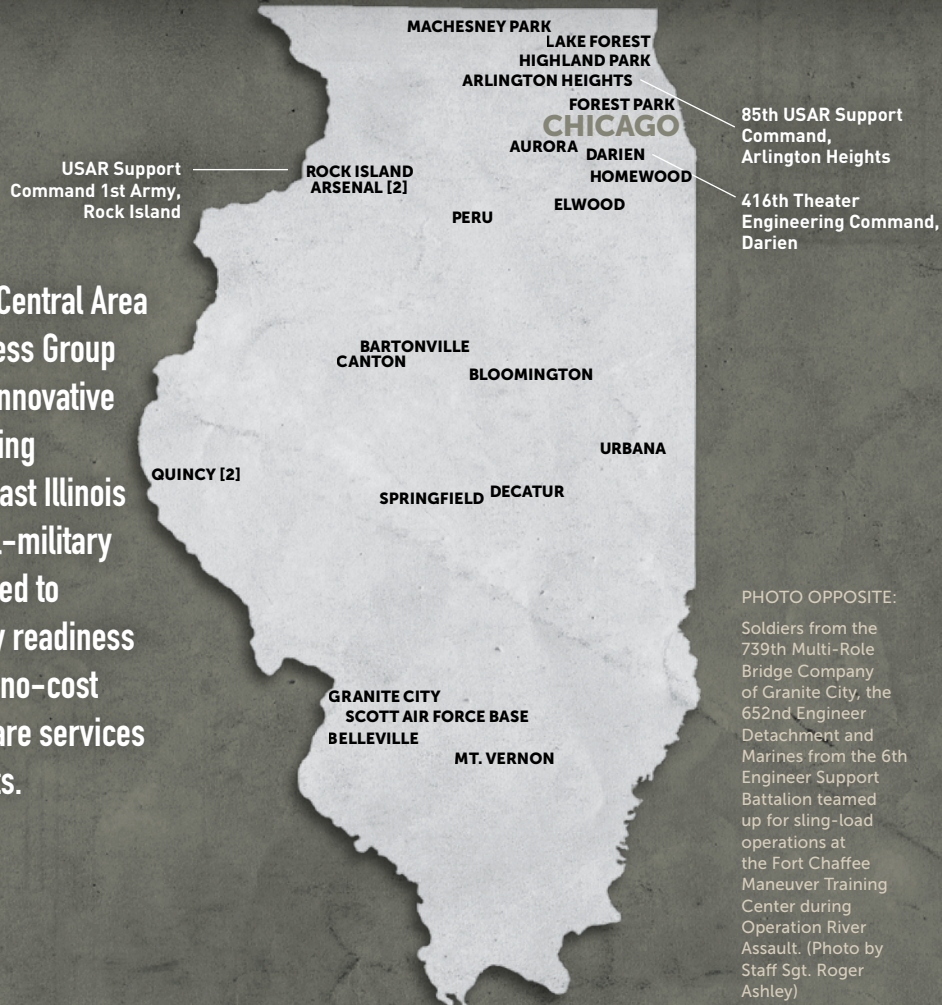 MACHESNEY PARK
LAKE FOREST
HIGHLAND PARK
ARLINGTON HEIGHTS
FOREST PARK
CHICAGO
AURORA
DARIEN
HOMEWOOD
ELWOOD
PERU
ROCK ISLAND
ARSENAL [2]
USAR Support
Command 1st Army,
Rock Island
85th USAR Support
Command,
Arlington Heights
416th Theater
Engineering Command,
Darien
Central Area
ess Group
nnovative
ing
ast Illinois
l-military
ed to
y readiness
no-cost
are services
ts.
BARTONVILLE
CANTON
BLOOMINGTON
URBANA
QUINCY [2]
SPRINGFIELD
DECATUR
GRANITE CITY
SCOTT AIR FORCE BASE
BELLEVILLE
MT. VERNON
PHOTO OPPOSITE:
Soldiers from the
739th Multi-Role
Bridge Company
of Granite City, the
652nd Engineer
Detachment and
Marines from the 6th
Engineer Support
Battalion teamed
up for sling-load
operations at
the Fort Chaffee
Maneuver Training
Center during
Operation River
Assault. (Photo by
Staff Sgt. Roger
Ashley)